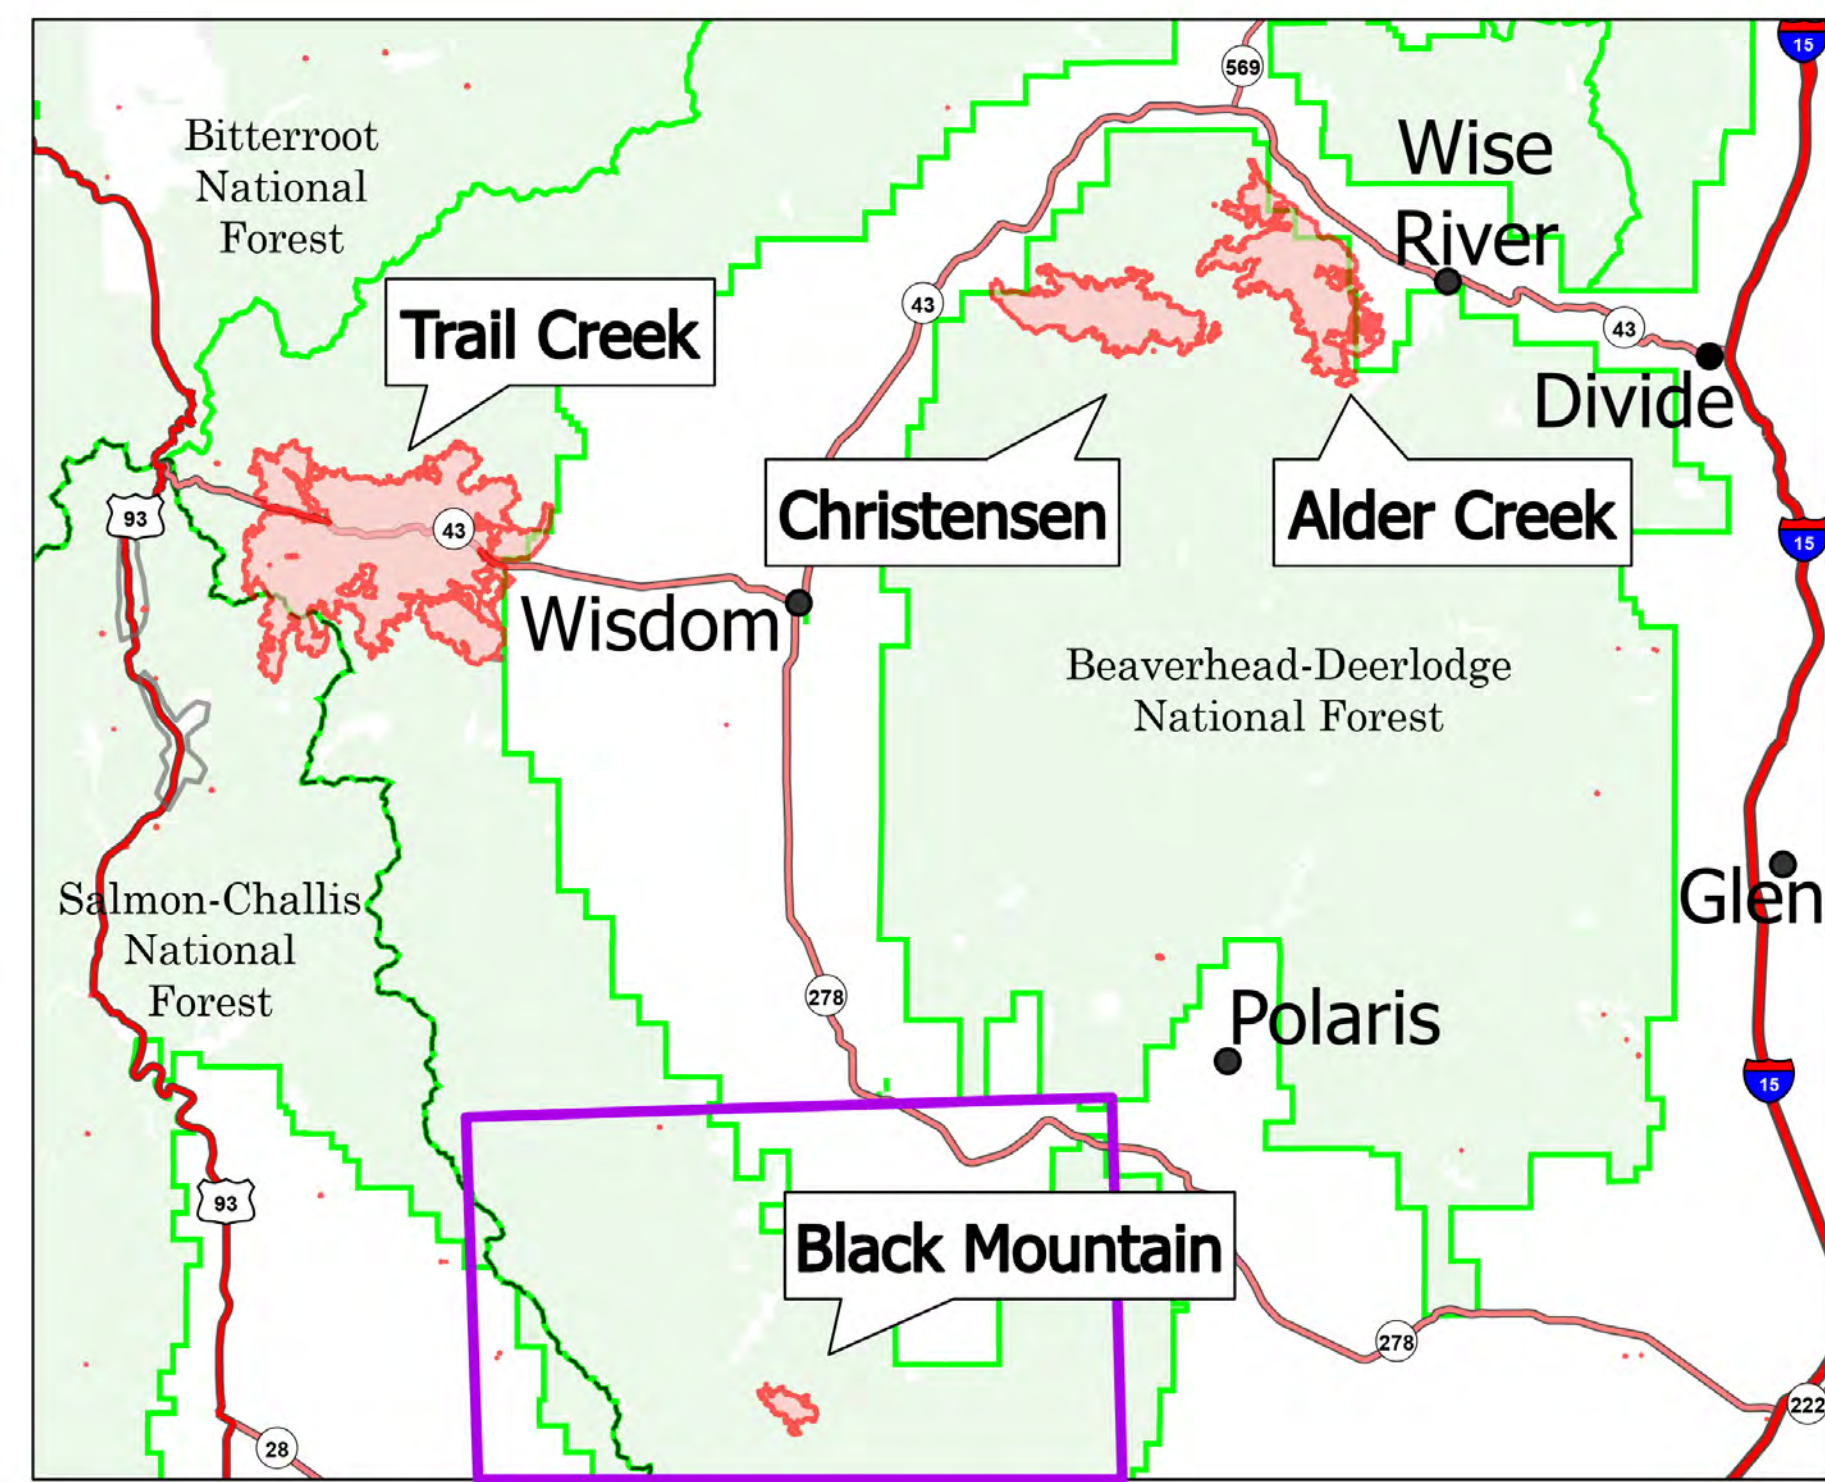 15
569
Bitterroot
National
Forest
Wise
River
43
43
Trail Creek
Divide
93
43
Christensen
Alder Creek
15
Wisdom
Beaverhead-Deerlodge
National Forest
Salmon-Challis
National
Forest
Glen
278
Polaris
15
93
Black Mountain
278
222
28